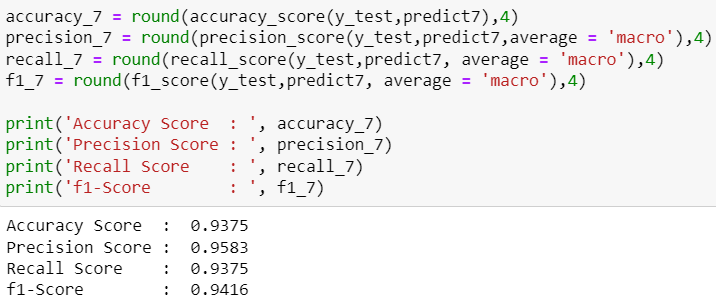 accuracy_7 = round(accuracy_score(y_test,predict7),4)
precision_7 = round(precision_score(y_test,predict7,average = 'macro'),4)
recall_7 = round(recall_score(y_test,predict7, average = 'macro'),4)
f1_7 = round(f1_score(y_test,predict7, average = 'macro'),4)
print('Accuracy Score  : ', accuracy_7)
print('Precision Score : ', precision_7)
print('Recall Score    : ', recall_7)
print('f1-Score        : ', f1_7)
Accuracy Score  :  0.9375
Precision Score :  0.9583
Recall Score    :  0.9375
f1-Score        :  0.9416